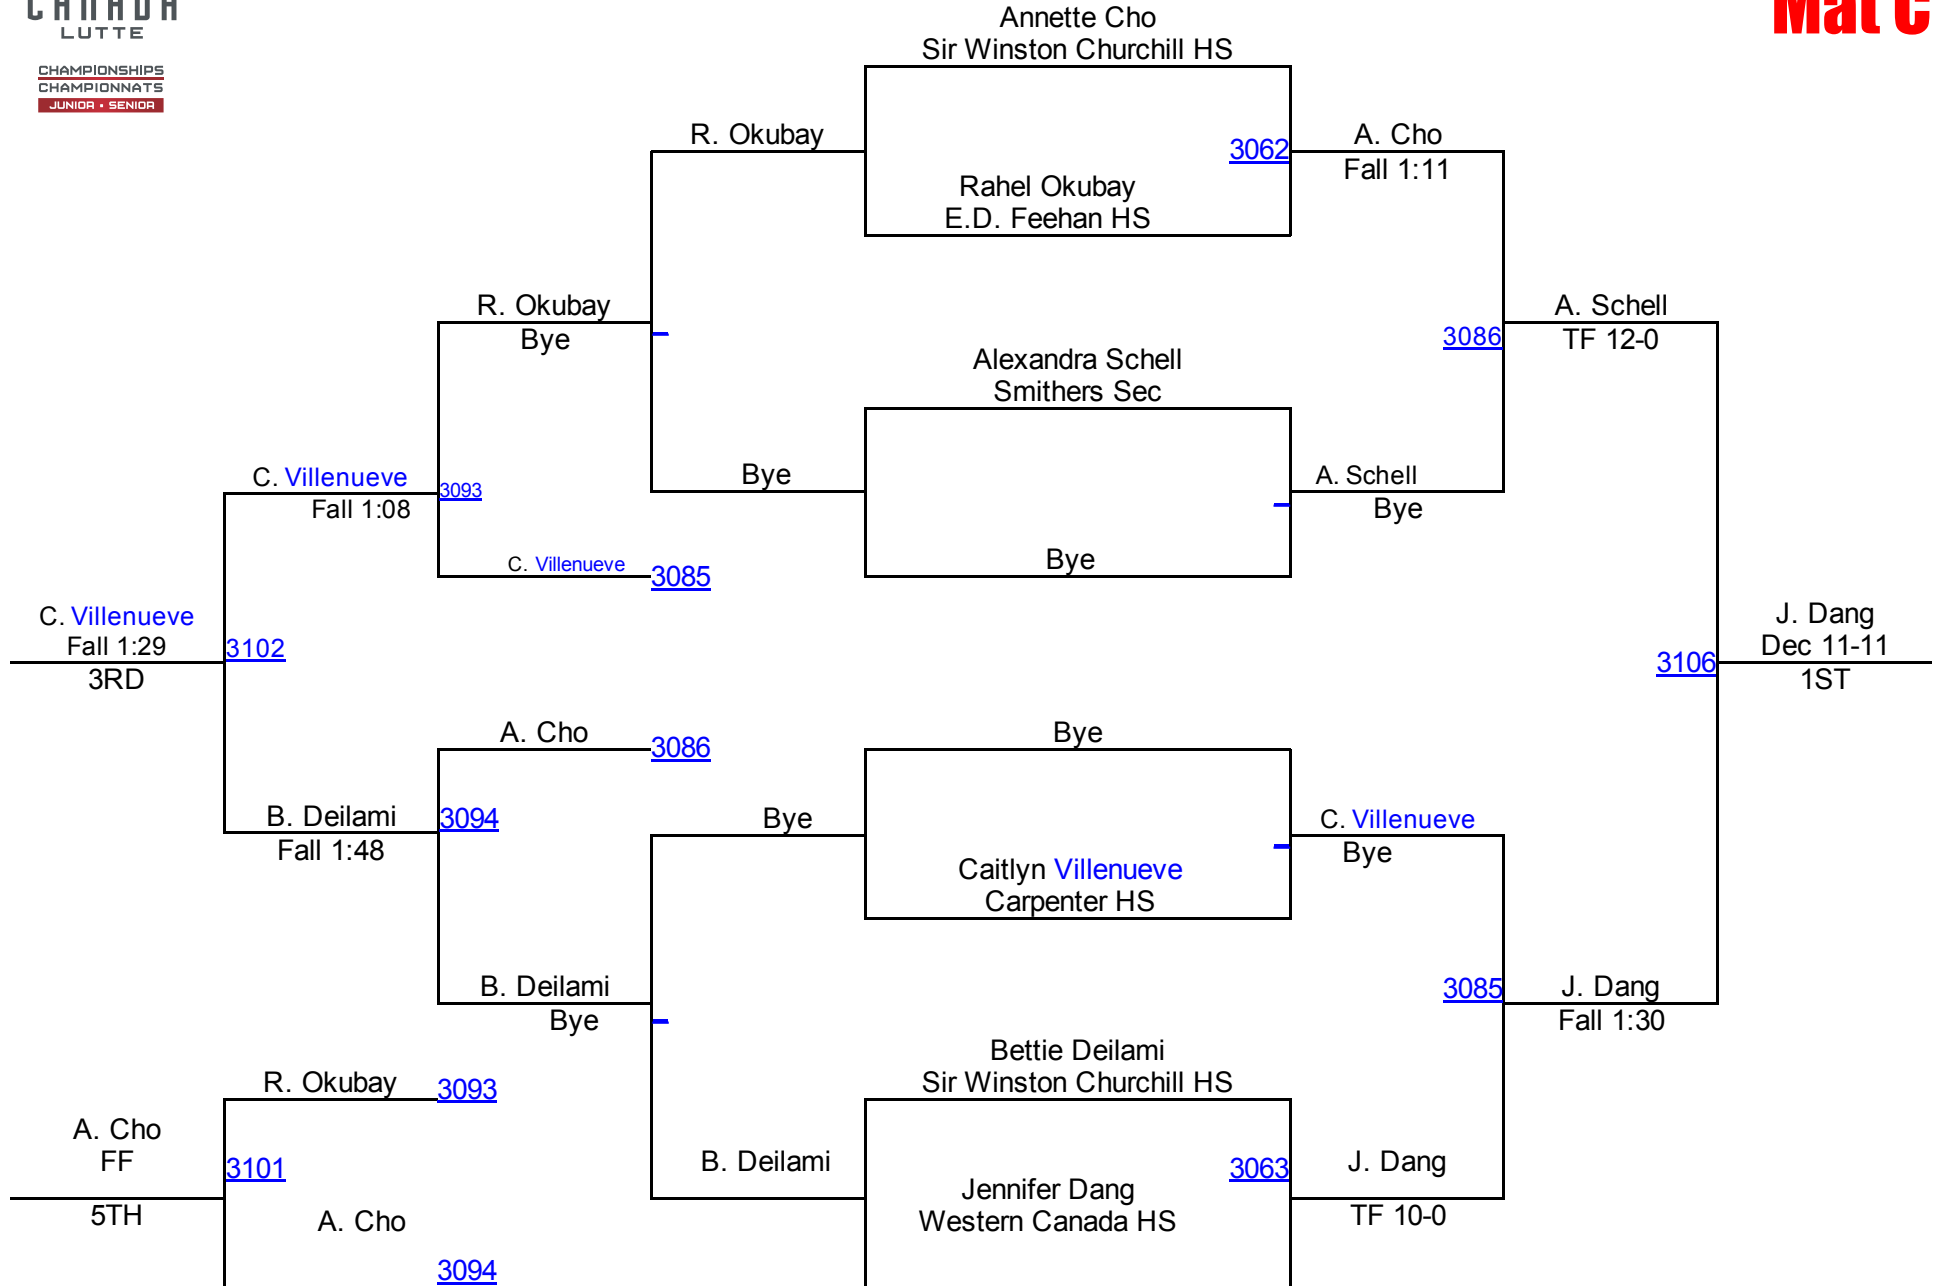 CANADA
LUTTE
CHAMPIONSHIPS
CHAMPIONNATS
JUNIOR • SENIOR
Mat C
Annette Cho
Sir Winston Churchill HS
R. Okubay
3062
A. Cho
Fall 1:11
Rahel Okubay
E.D. Feehan HS
R. Okubay
Bye
A. Schell
TF 12-0
3086
Alexandra Schell
Smithers Sec
C. Villenueve
Fall 1:08
3093
Bye
A. Schell
Bye
Bye
C. Villenueve
3085
C. Villenueve
Fall 1:29
3RD
3102
3106
J. Dang
Dec 11-11
1ST
A. Cho
3086
Bye
B. Deilami
Fall 1:48
3094
Bye
C. Villenueve
Bye
Caitlyn Villenueve
Carpenter HS
B. Deilami
Bye
3085
J. Dang
Fall 1:30
Bettie Deilami
Sir Winston Churchill HS
R. Okubay
3093
A. Cho
FF
5TH
3101
B. Deilami
3063
J. Dang
TF 10-0
Jennifer Dang
Western Canada HS
A. Cho
3094